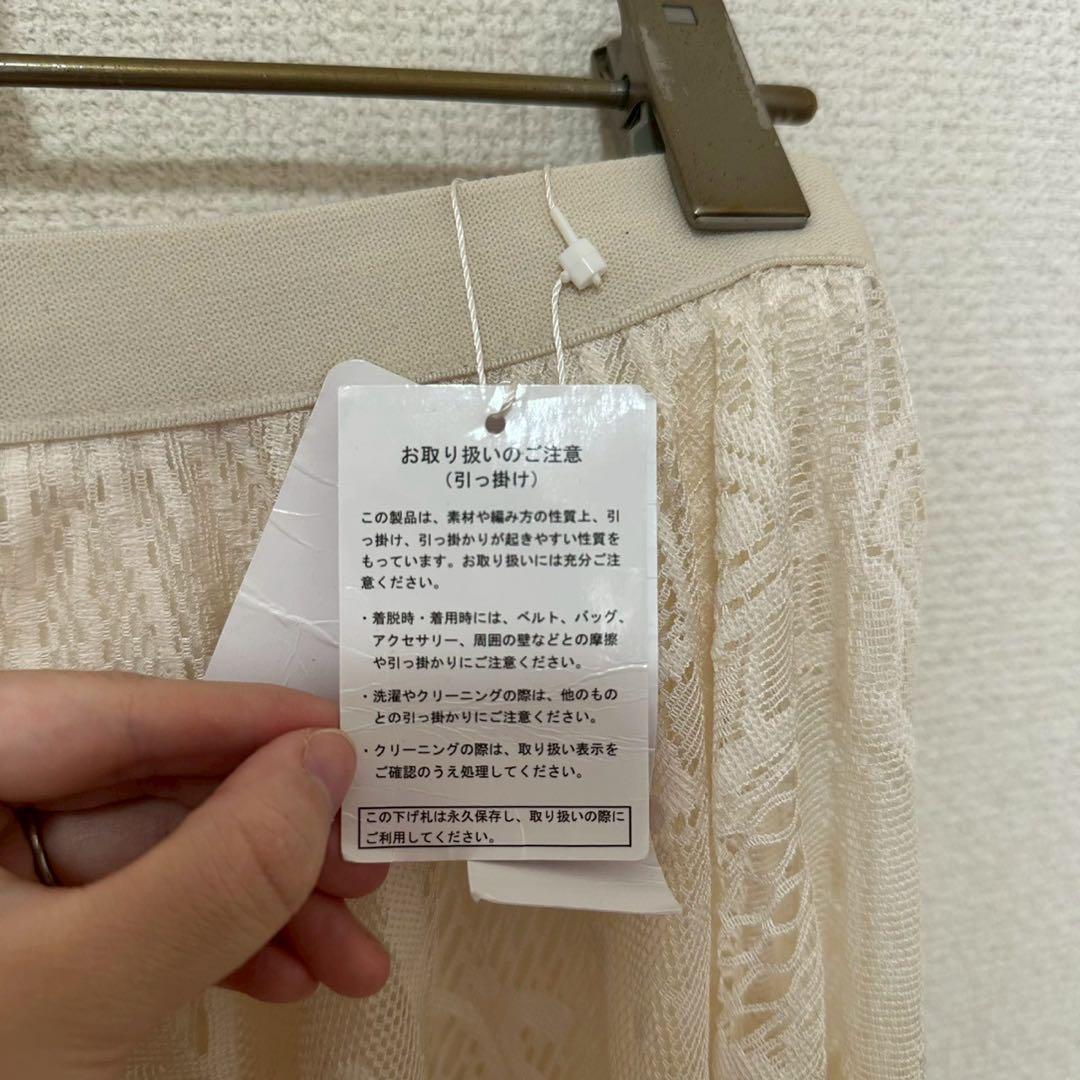 お取り扱いのご注意
(引っ掛け)
この製品は、素材や編み方の性質上、引
っ掛け、引っ掛かりが起きやすい性質を
もっています。お取り扱いには充分ご注
意ください。
・着脱時・着用時には、ベルト、バッグ、
アクセサリー、周囲の壁などとの摩擦
や引っ掛かりにご注意ください。
・洗濯やクリーニングの際は、他のもの
との引っ掛かりにご注意ください。
・クリーニングの際は、取り扱い表示を
ご確認のうえ処理してください。
この下げ札は永久保存し、取り扱いの際に
ご利用してください。